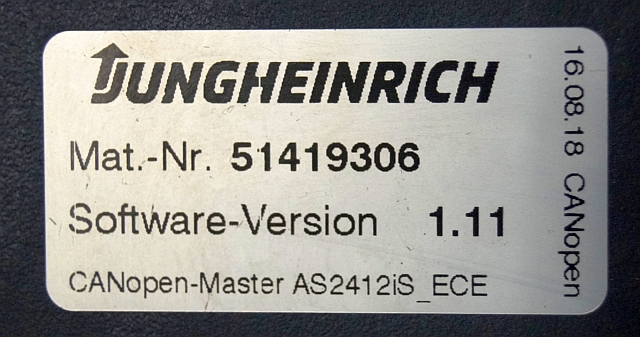 JUNGHEINRICH
Mat.-Nr. 51419306
Software-Version 1.11
CANopen-Master AS2412iS_ECE
16.08.18 CANopen